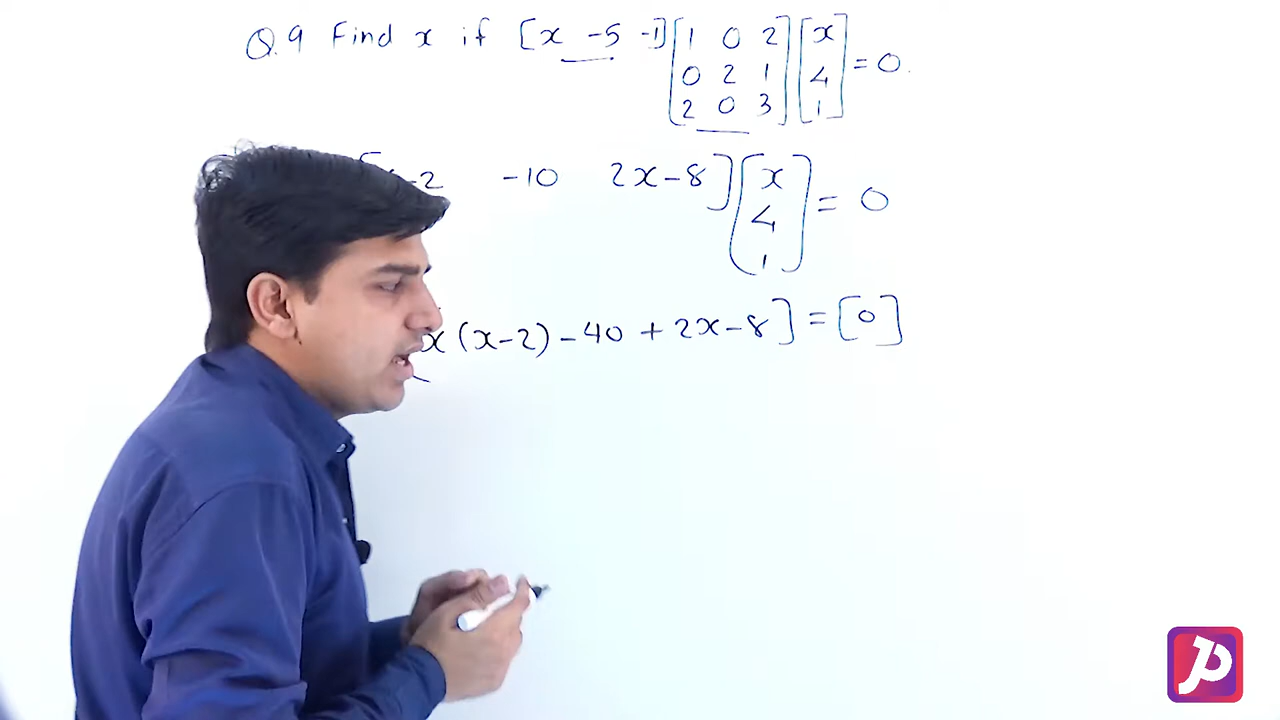 Q.9 Find x if [x -5 -1] [1 0 2] [x] = 0.
[0 2 1] [4]
[2 0 3] [1]
[x-2 -10 2x-8] [x] = 0
[4]
[1]
[x(x-2) -40 + 2x-8] = [0]